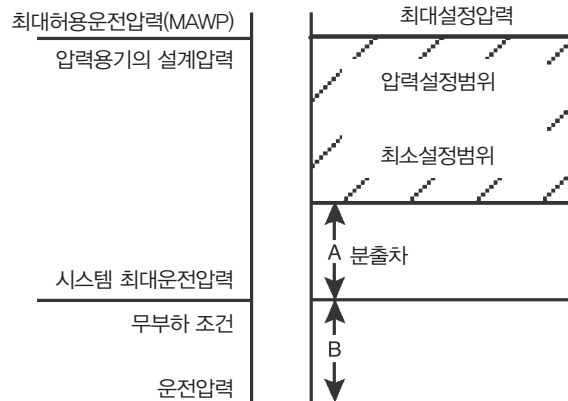 최대허용운전압력(MAWP)
압력용기의 설계압력
시스템 최대운전압력
무부하 조건
운전압력
최대설정압력
압력설정범위
최소설정범위
A 분출차
B